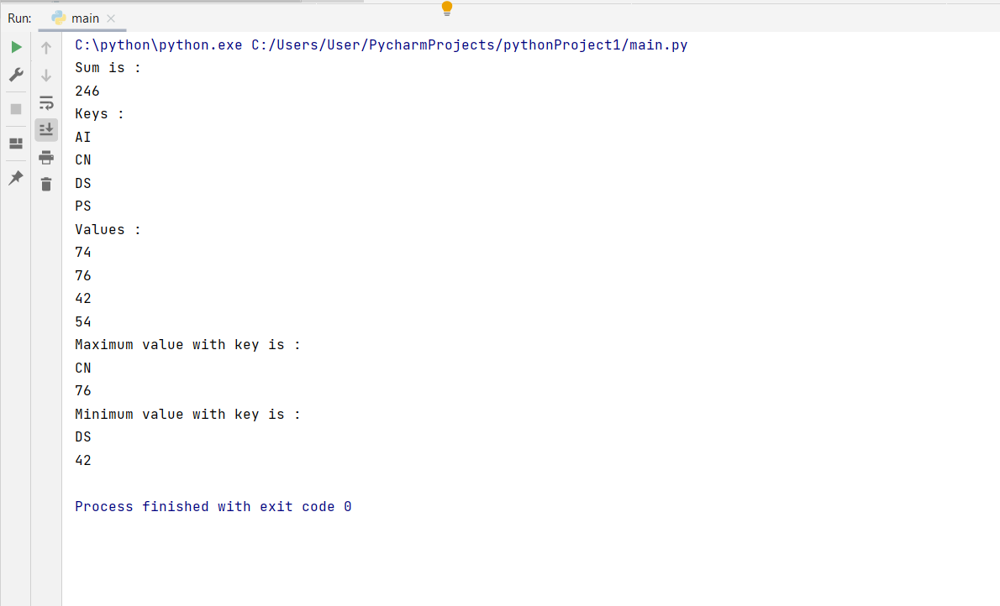 Run: main
C:\python\python.exe C:/Users/User/PycharmProjects/pythonProject1/main.py
Sum is :
246
Keys :
AI
CN
DS
PS
Values :
74
76
42
54
Maximum value with key is :
CN
76
Minimum value with key is :
DS
42
Process finished with exit code 0